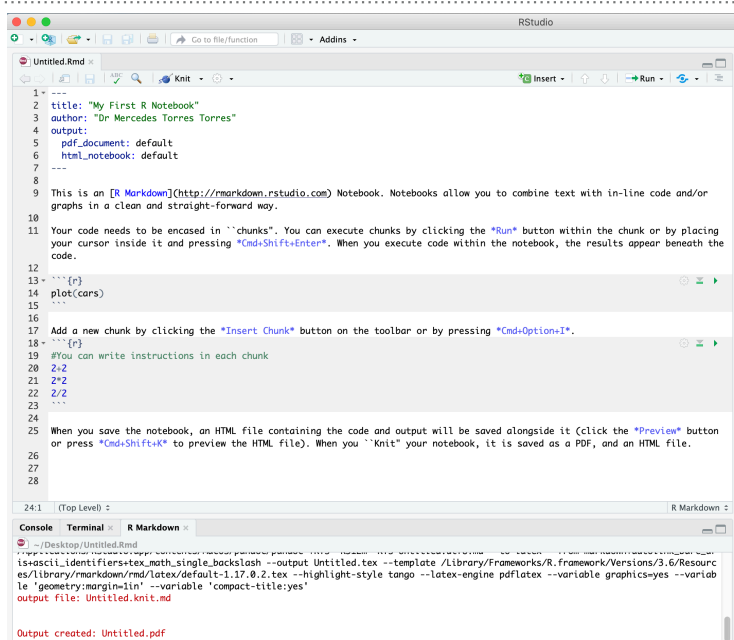 RStudio
Go to file/function
Addins
Untitled.Rmd
ABC
Knit
Insert
Run
1 ---
2 title: "My First R Notebook"
3 author: "Dr Mercedes Torres Torres"
4 output:
5 pdf_document: default
6 html_notebook: default
7 ---
8
9 This is an [R Markdown](http://rmarkdown.rstudio.com) Notebook. Notebooks allow you to combine text with in-line code and/or
graphs in a clean and straight-forward way.
10
11 Your code needs to be encased in ``chunks". You can execute chunks by clicking the *Run* button within the chunk or by placing
your cursor inside it and pressing *Cmd+Shift+Enter*. When you execute code within the notebook, the results appear beneath the
code.
12
13 ```{r}
14 plot(cars)
15 ```
16
17 Add a new chunk by clicking the *Insert Chunk* button on the toolbar or by pressing *Cmd+Option+I*.
18 ```{r}
19 #You can write instructions in each chunk
20 2+2
21 2*2
22 2/2
23 ```
24
25 When you save the notebook, an HTML file containing the code and output will be saved alongside it (click the *Preview* button
or press *Cmd+Shift+K* to preview the HTML file). When you ``Knit" your notebook, it is saved as a PDF, and an HTML file.
26
27
28
24:1 (Top Level)
R Markdown
Console Terminal R Markdown
~/Desktop/Untitled.Rmd
is+ascii_identifiers+tex_math_single_backslash --output Untitled.tex --template /Library/Frameworks/R.framework/Versions/3.6/Resourc
es/library/rmarkdown/rmd/latex/default-1.17.0.2.tex --highlight-style tango --latex-engine pdflatex --variable graphics=yes --variab
le 'geometry:margin=1in' --variable 'compact-title:yes'
output file: Untitled.knit.md
Output created: Untitled.pdf